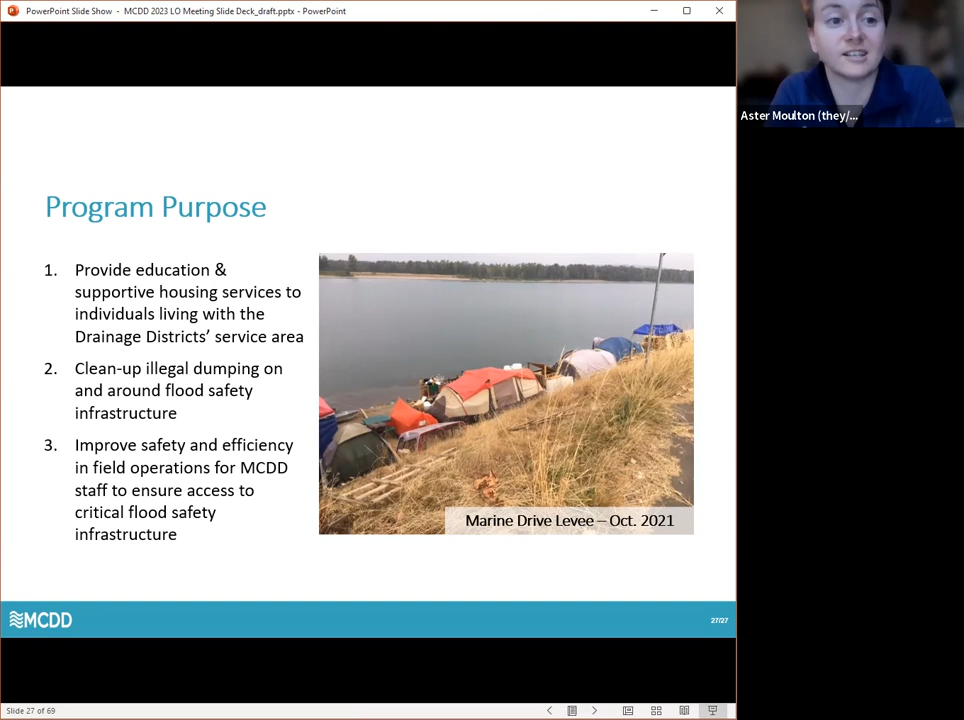 PowerPoint Slide Show - MCDD 2023 LO Meeting Slide Deck_draft.pptx - PowerPoint
Aster Moulton (they/...
Program Purpose
1. Provide education &
supportive housing services to
individuals living with the
Drainage Districts' service area
2. Clean-up illegal dumping on
and around flood safety
infrastructure
3. Improve safety and efficiency
in field operations for MCDD
staff to ensure access to
critical flood safety
infrastructure
Marine Drive Levee – Oct. 2021
MCDD
27/27
Slide 27 of 69